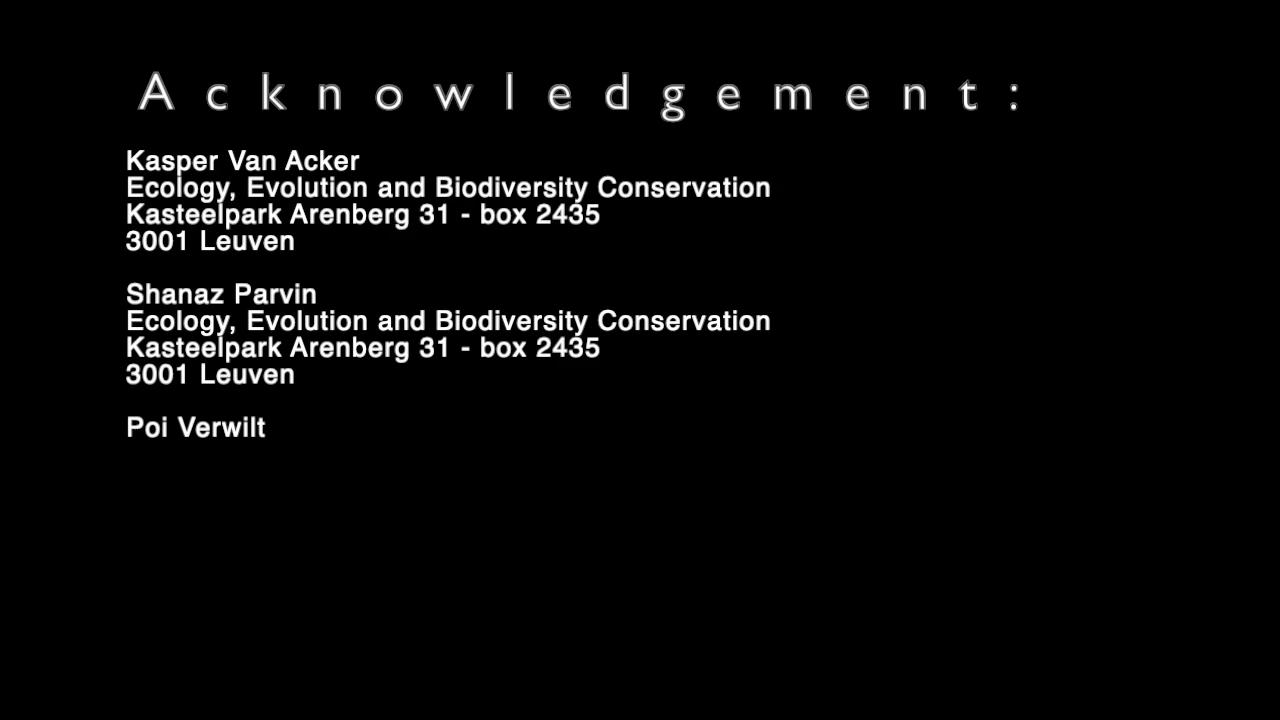 Acknowledgement:
Kasper Van Acker
Ecology, Evolution and Biodiversity Conservation
Kasteelpark Arenberg 31 - box 2435
3001 Leuven
Shanaz Parvin
Ecology, Evolution and Biodiversity Conservation
Kasteelpark Arenberg 31 - box 2435
3001 Leuven
Poi Verwilt